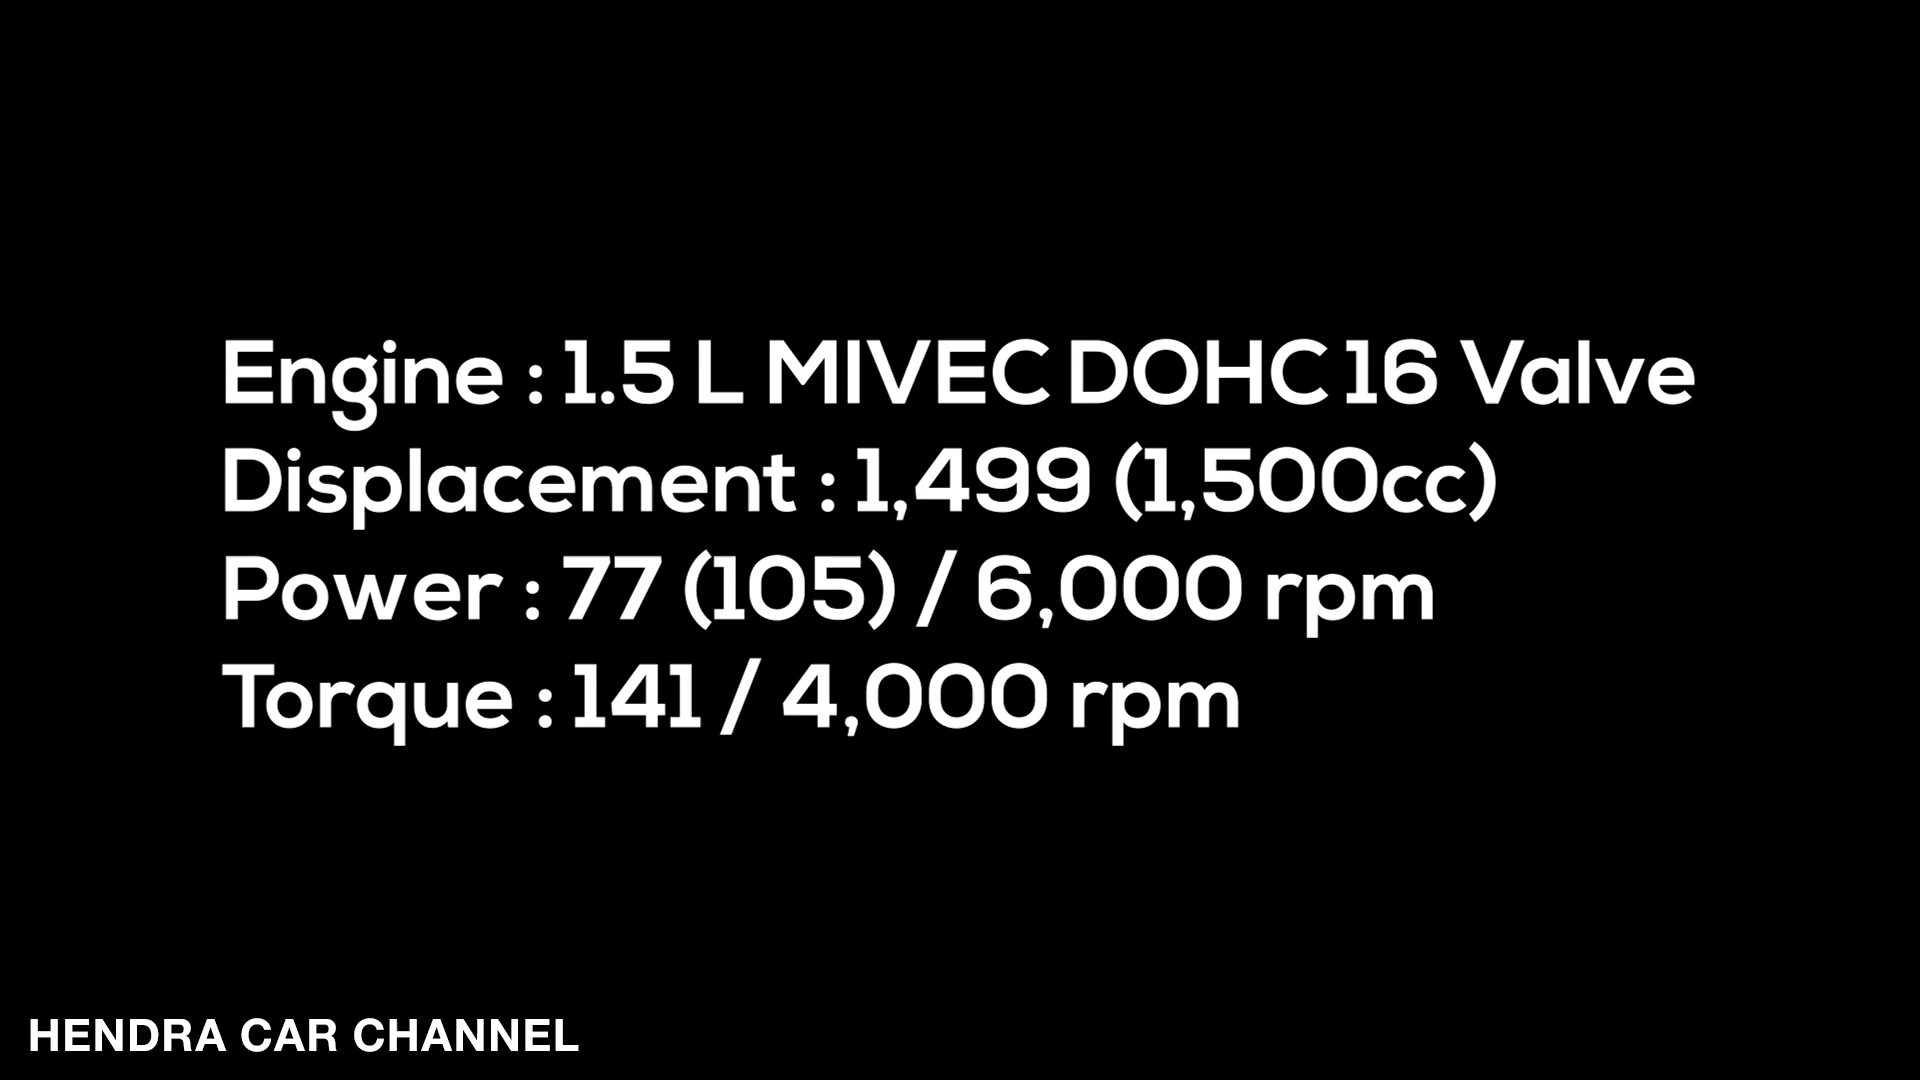 Engine : 1.5 L MIVEC DOHC 16 Valve
Displacement : 1,499 (1,500cc)
Power : 77 (105) / 6,000 rpm
Torque : 141 / 4,000 rpm
HENDRA CAR CHANNEL